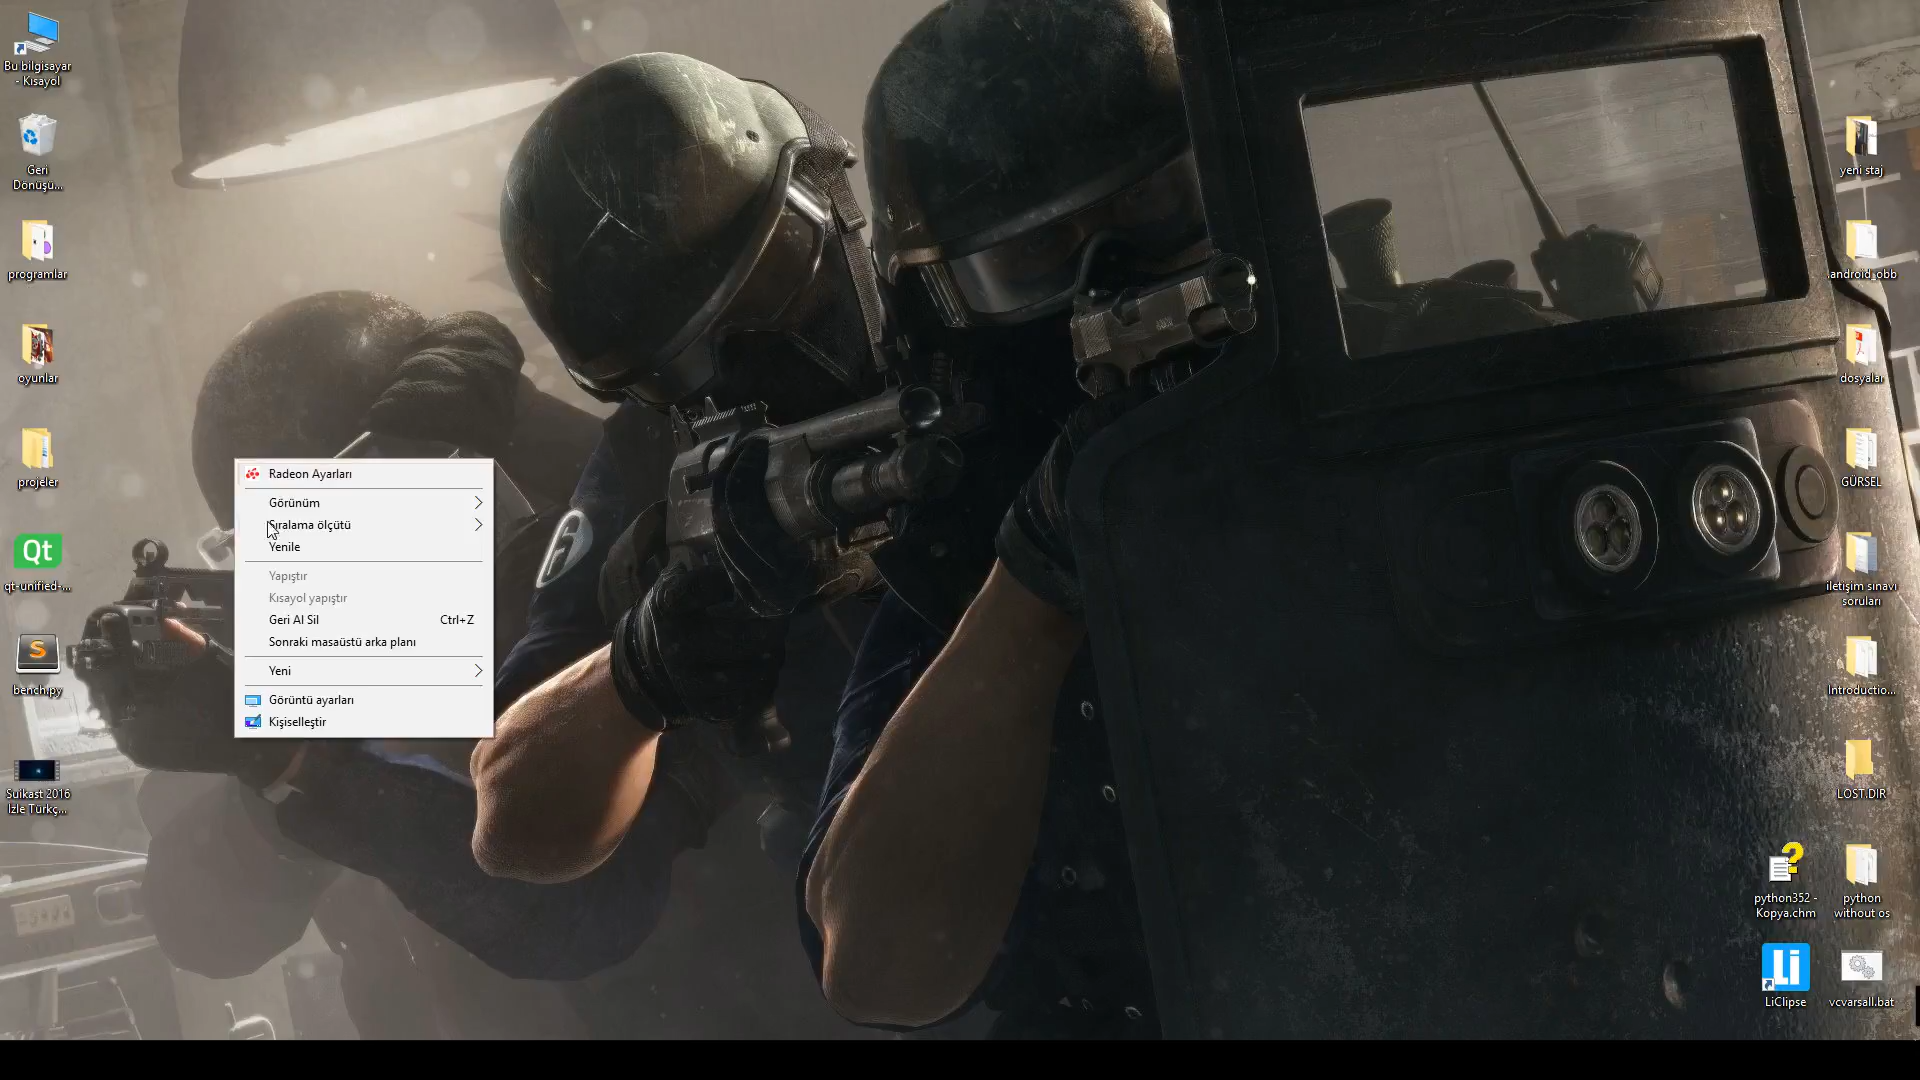 Bu bilgisayar
- Kısayol
Geri
Dönüşü...
programlar
oyunlar
projeler
Qt
qt-unified-...
S
bench.py
Suikast 2016
İzle Türkç...
Radeon Ayarları
Görünüm
Sıralama ölçütü
Yenile
Yapıştır
Kısayol yapıştır
Geri Al Sil Ctrl+Z
Sonraki masaüstü arka planı
Yeni
Görüntü ayarları
Kişiselleştir
yeni staj
.android_obb
dosyalar
GÜRSEL
iletişim sınavı
soruları
Introductio...
LOST.DIR
python352 -
Kopya.chm
python
without os
Li
LiClipse
vcvarsall.bat